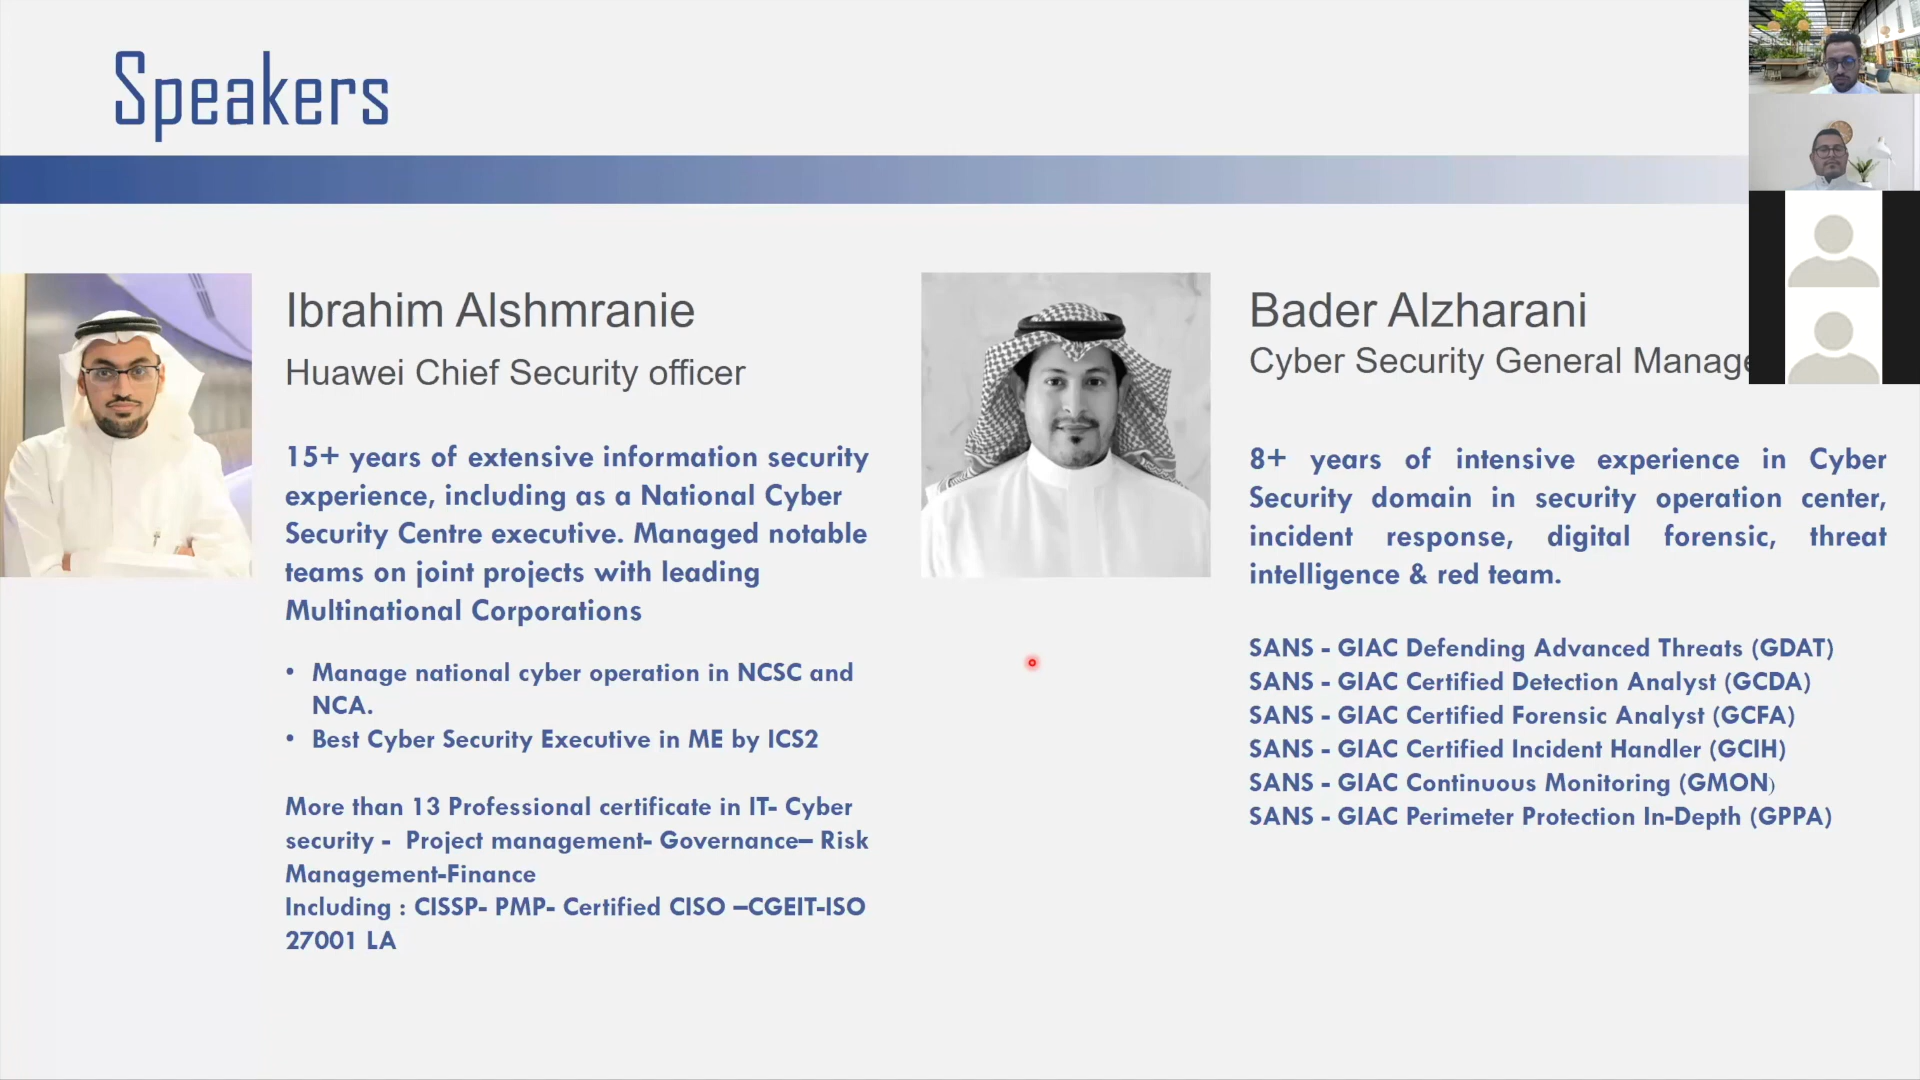 Speakers
Ibrahim Alshmranie
Huawei Chief Security officer
15+ years of extensive information security
experience, including as a National Cyber
Security Centre executive. Managed notable
teams on joint projects with leading
Multinational Corporations
• Manage national cyber operation in NCSC and
NCA.
• Best Cyber Security Executive in ME by ICS2
More than 13 Professional certificate in IT- Cyber
security - Project management- Governance– Risk
Management-Finance
Including : CISSP- PMP- Certified CISO –CGEIT-ISO
27001 LA
Bader Alzharani
Cyber Security General Manage
8+ years of intensive experience in Cyber
Security domain in security operation center,
incident response, digital forensic, threat
intelligence & red team.
SANS - GIAC Defending Advanced Threats (GDAT)
SANS - GIAC Certified Detection Analyst (GCDA)
SANS - GIAC Certified Forensic Analyst (GCFA)
SANS - GIAC Certified Incident Handler (GCIH)
SANS - GIAC Continuous Monitoring (GMON)
SANS - GIAC Perimeter Protection In-Depth (GPPA)